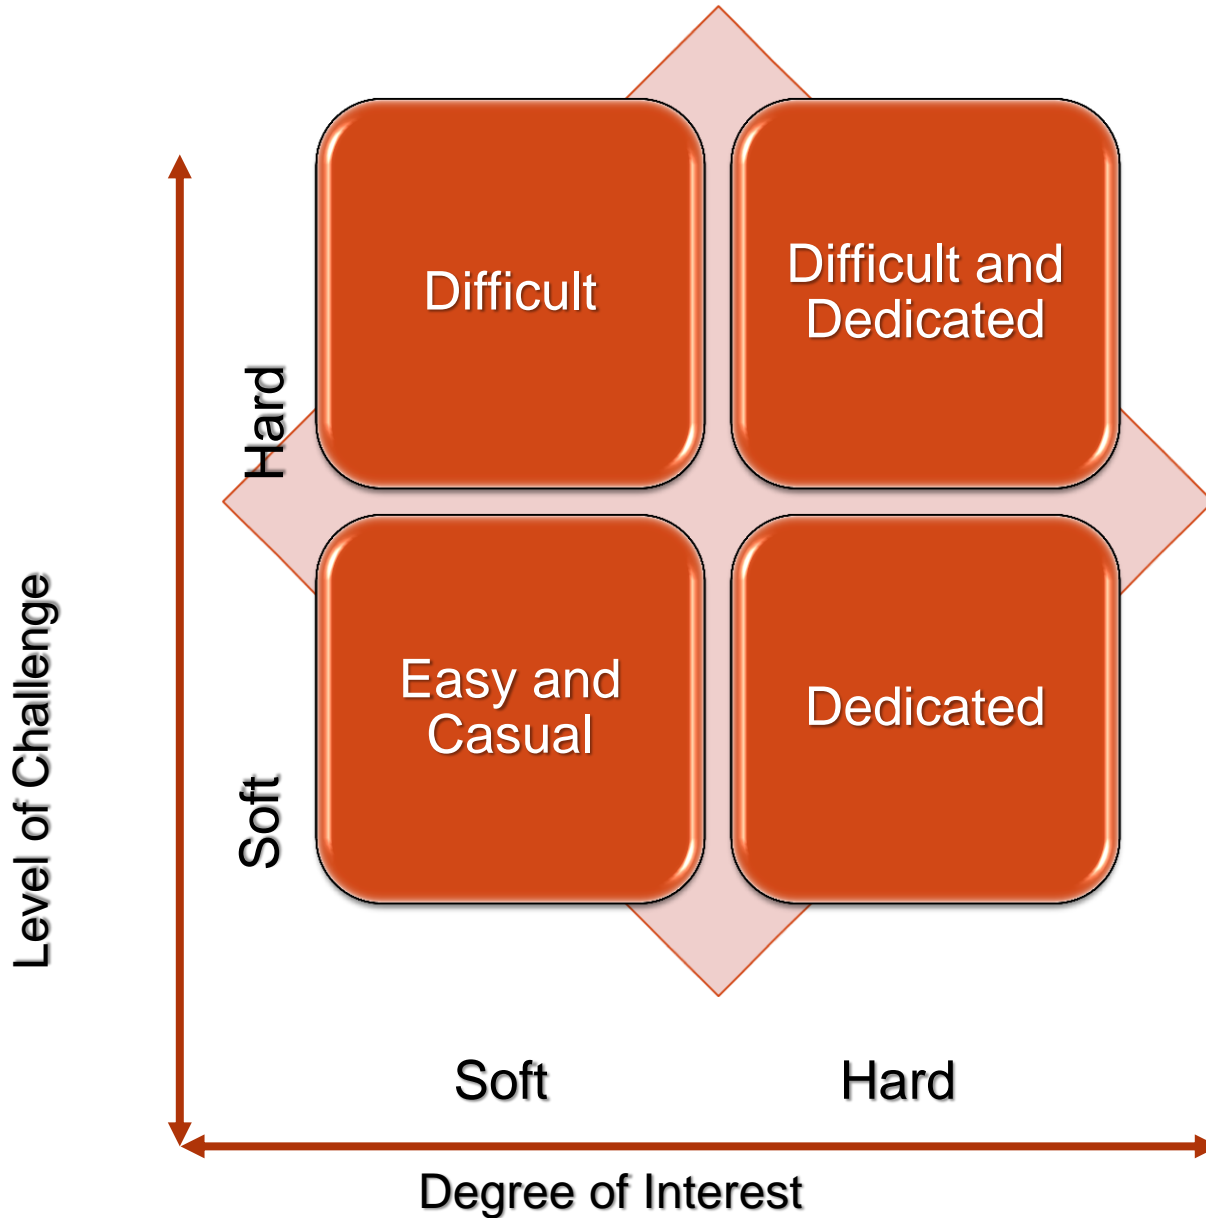 Difficult
Difficult and
Dedicated
Hard
Easy and
Casual
Dedicated
Soft
Level of Challenge
Soft
Hard
Degree of Interest